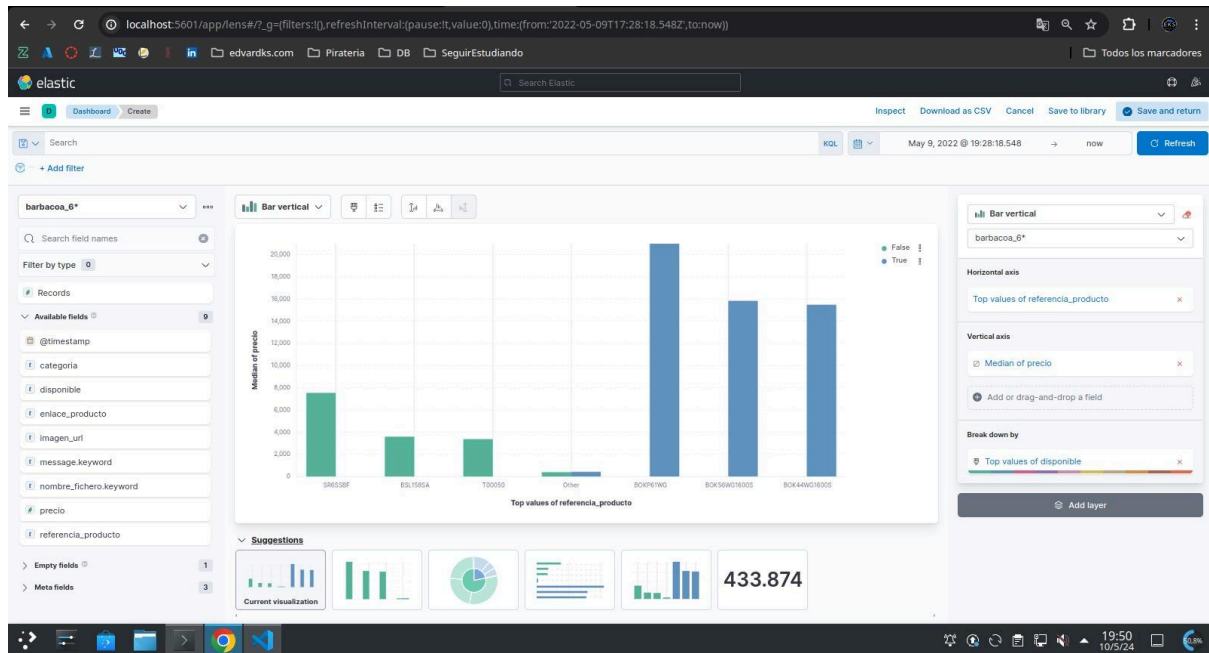 localhost:5601/app/lens#/?_g=(filters:!(),refreshInterval:(pause:!t,value:0),time:(from:'2022-05-09T17:28:18.548Z',to:now))
edvardks.com Pirateria DB SeguirEstudiando Todos los marcadores
elastic Search Elastic
D Dashboard Create Inspect Download as CSV Cancel Save to library Save and return
Search KQL May 9, 2022 @ 19:28:18.548 → now Refresh
+ Add filter
barbacoa_6*
Search field names
Filter by type 0
Records
Available fields 9
@timestamp
categoria
disponible
enlace_producto
imagen_url
message.keyword
nombre_fichero.keyword
precio
referencia_producto
Empty fields 1
Meta fields 3
Bar vertical
False
True
20,000
18,000
16,000
14,000
12,000
10,000
8,000
6,000
4,000
2,000
0
Median of precio
SR6SSBF BSL158SA T00050 Other BOKP61WG BOKS6WG1600S BOK44WG1600S
Top values of referencia_producto
Suggestions
Current visualization
433.874
Bar vertical
barbacoa_6*
Horizontal axis
Top values of referencia_producto
Vertical axis
Median of precio
Add or drag-and-drop a field
Break down by
Top values of disponible
Add layer
19:50
10/5/24